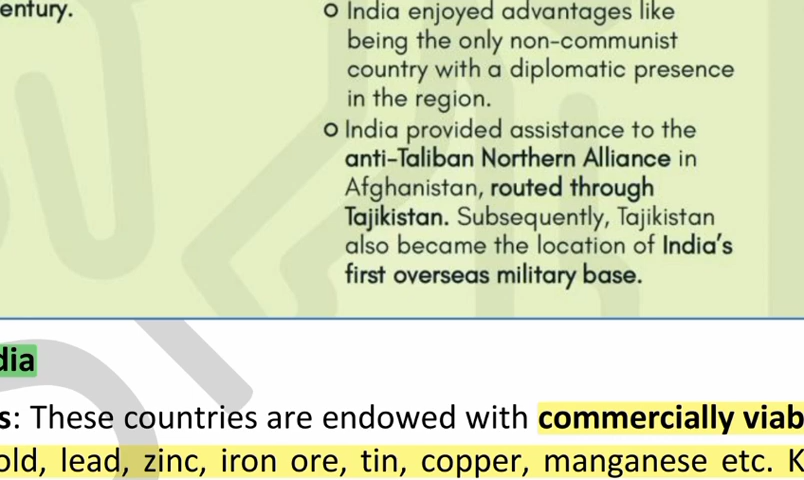 entury.
o India enjoyed advantages like
being the only non-communist
country with a diplomatic presence
in the region.
o India provided assistance to the
anti-Taliban Northern Alliance in
Afghanistan, routed through
Tajikistan. Subsequently, Tajikistan
also became the location of India's
first overseas military base.
dia
s: These countries are endowed with commercially viab
old, lead, zinc, iron ore, tin, copper, manganese etc. K